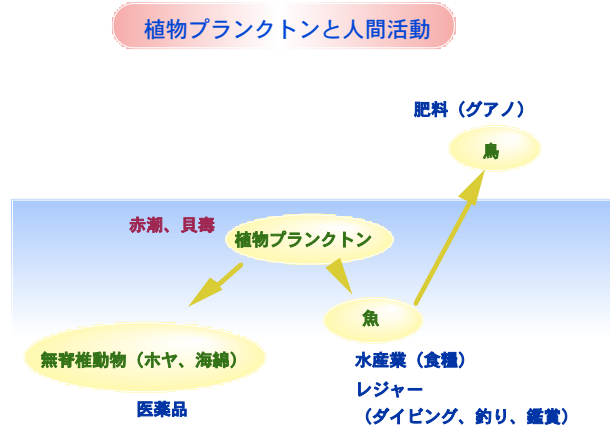 植物プランクトンと人間活動
肥料（グアノ）
鳥
赤潮、貝毒
植物プランクトン
魚
無脊椎動物（ホヤ、海綿）
水産業（食糧）
医薬品
レジャー
（ダイビング、釣り、鑑賞）